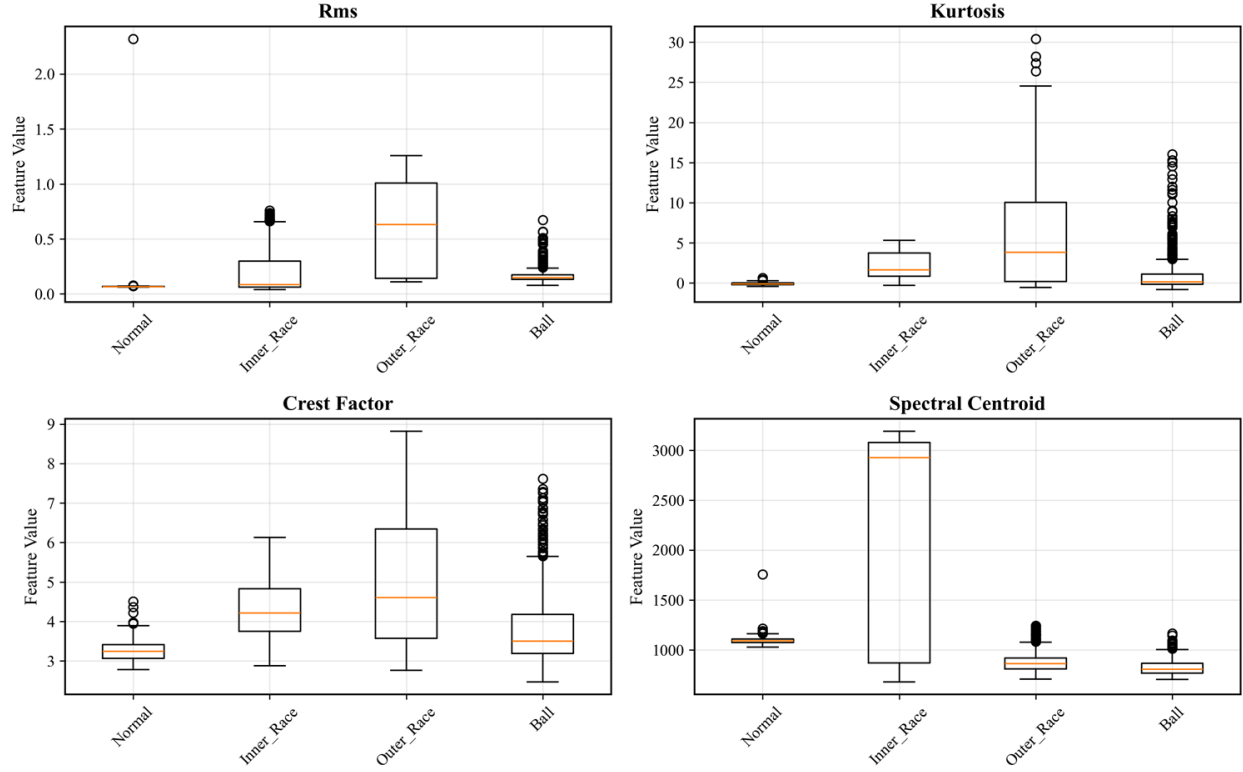 Rms
Feature Value
2.0
1.5
1.0
0.5
0.0
Normal
Inner_Race
Outer_Race
Ball
Kurtosis
Feature Value
30
25
20
15
10
5
0
Normal
Inner_Race
Outer_Race
Ball
Crest Factor
Feature Value
9
8
7
6
5
4
3
Normal
Inner_Race
Outer_Race
Ball
Spectral Centroid
Feature Value
3000
2500
2000
1500
1000
Normal
Inner_Race
Outer_Race
Ball